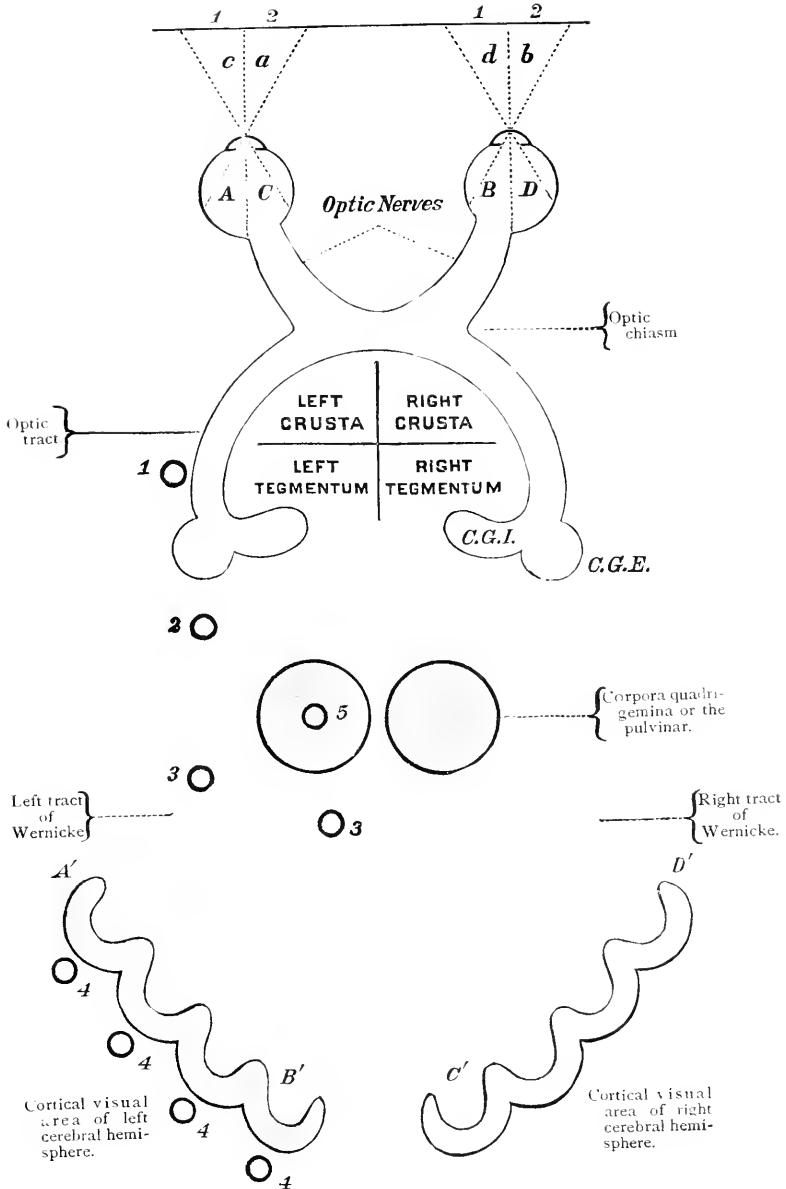 1 2 1 2
c a d b
A C B D
Optic Nerves
Optic
chiasm
LEFT
CRUSTA
RIGHT
CRUSTA
Optic
tract
LEFT
TEGMENTUM
RIGHT
TEGMENTUM
1
C.G.I.
C.G.E.
2
5
Corpora quadri-
gemina or the
pulvinar.
3
Left tract
of
Wernicke
3
Right tract
of
Wernicke.
A′
D′
4
4
B′
C′
Cortical visual
area of left
cerebral hemi-
sphere.
4
Cortical visual
area of right
cerebral hemi-
sphere.
4